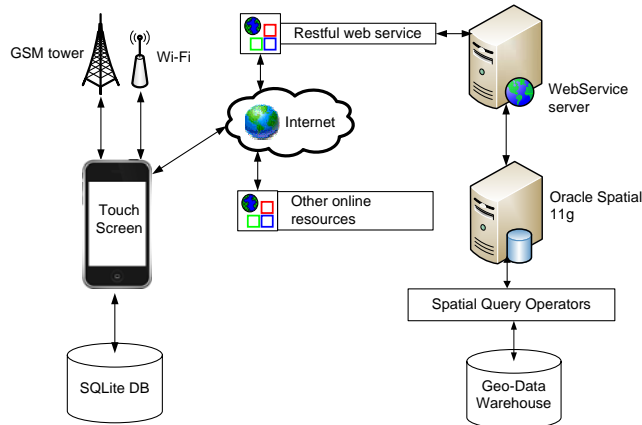 GSM tower
Wi-Fi
Restful web service
WebService
server
Internet
Touch
Screen
Other online
resources
Oracle Spatial
11g
Spatial Query Operators
SQLite DB
Geo-Data
Warehouse